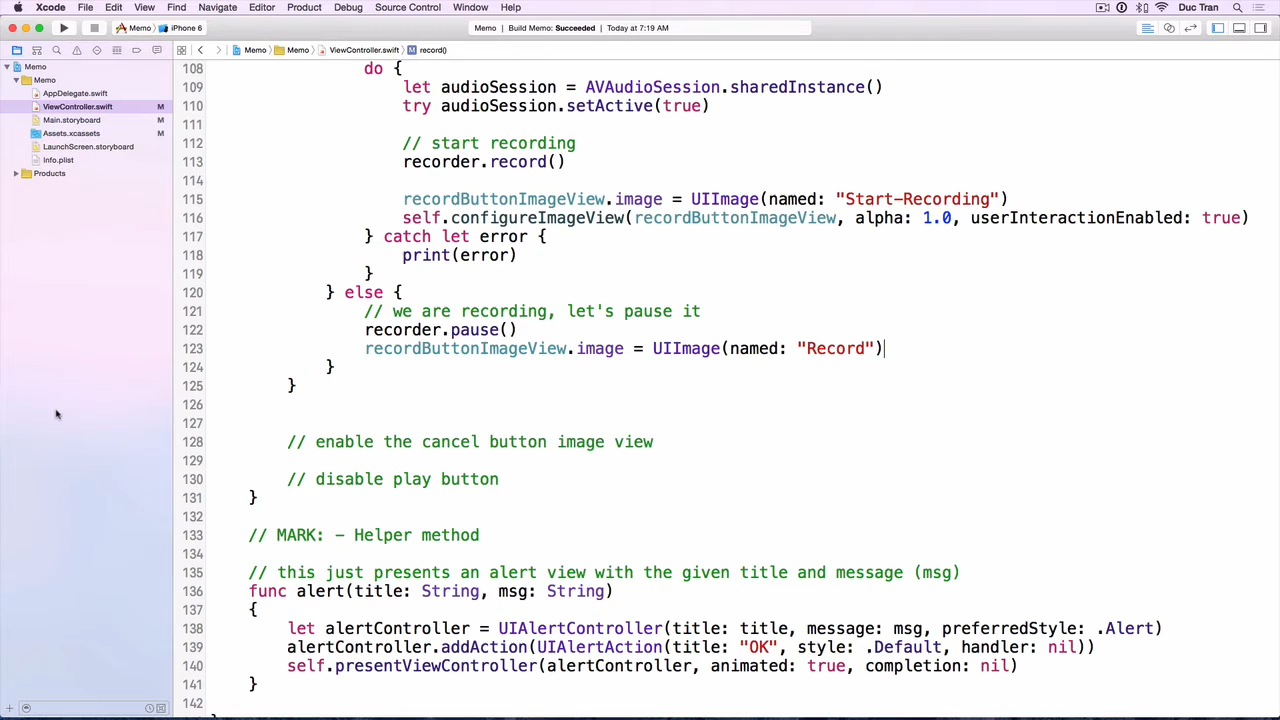 Xcode File Edit View Find Navigate Editor Product Debug Source Control Window Help Duc Tran
Memo iPhone 6 Memo Build Memo: Succeeded Today at 7:19 AM
Memo Memo ViewController.swift M record()
Memo
Memo
AppDelegate.swift
ViewController.swift M
Main.storyboard M
Assets.xcassets M
LaunchScreen.storyboard
Info.plist
Products
108 do {
109 let audioSession = AVAudioSession.sharedInstance()
110 try audioSession.setActive(true)
111
112 // start recording
113 recorder.record()
114
115 recordButtonImageView.image = UIImage(named: "Start-Recording")
116 self.configureImageView(recordButtonImageView, alpha: 1.0, userInteractionEnabled: true)
117 } catch let error {
118 print(error)
119 }
120 } else {
121 // we are recording, let's pause it
122 recorder.pause()
123 recordButtonImageView.image = UIImage(named: "Record")
124 }
125 }
126
127
128 // enable the cancel button image view
129
130 // disable play button
131 }
132
133 // MARK: - Helper method
134
135 // this just presents an alert view with the given title and message (msg)
136 func alert(title: String, msg: String)
137 {
138 let alertController = UIAlertController(title: title, message: msg, preferredStyle: .Alert)
139 alertController.addAction(UIAlertAction(title: "OK", style: .Default, handler: nil))
140 self.presentViewController(alertController, animated: true, completion: nil)
141 }
142